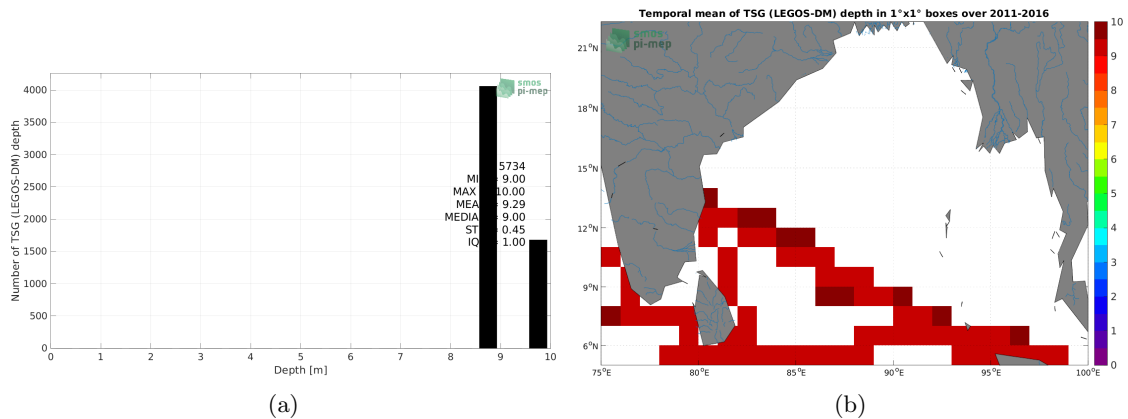 smos
pi-mep
4000
3500
3000
2500
2000
1500
1000
500
0
Number of TSG (LEGOS-DM) depth
5734
= 9.00
MAX
10.00
= 9.29
MEDIAN
= 9.00
= 0.45
= 1.00
0 1 2 3 4 5 6 7 8 9 10
Depth [m]
(a)
Temporal mean of TSG (LEGOS-DM) depth in 1°x1° boxes over 2011-2016
smos
pi-mep
21°N
18°N
15°N
12°N
9°N
6°N
75°E 80°E 85°E 90°E 95°E 100°E
10
9
8
7
6
5
4
3
2
1
0
(b)